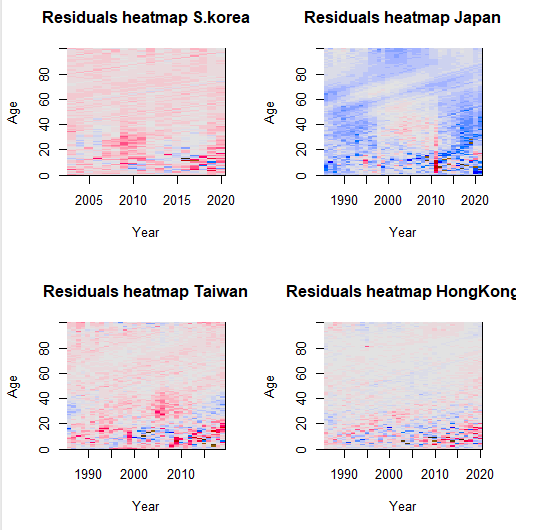 Residuals heatmap S.korea
Age
0 20 40 60 80
2005 2010 2015 2020
Year
Residuals heatmap Japan
Age
0 20 40 60 80
1990 2000 2010 2020
Year
Residuals heatmap Taiwan
Age
0 20 40 60 80
1990 2000 2010
Year
Residuals heatmap HongKong
Age
0 20 40 60 80
1990 2000 2010 2020
Year